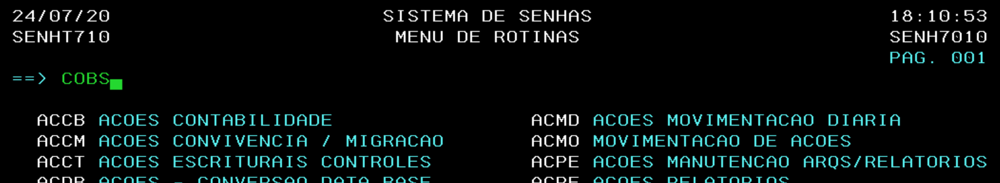 24/07/20 SISTEMA DE SENHAS 18:10:53
SENHT710 MENU DE ROTINAS SENH7010
PAG. 001
==> COBS
ACCB ACOES CONTABILIDADE ACMD ACOES MOVIMENTACAO DIARIA
ACCM ACOES CONVIVENCIA / MIGRACAO ACMO MOVIMENTACAO DE ACOES
ACCT ACOES ESCRITURAIS CONTROLES ACPE ACOES MANUTENCAO ARQS/RELATORIOS
ACDB ACOES - CONVERSAO DATA BASE ACOES RELATORIOS